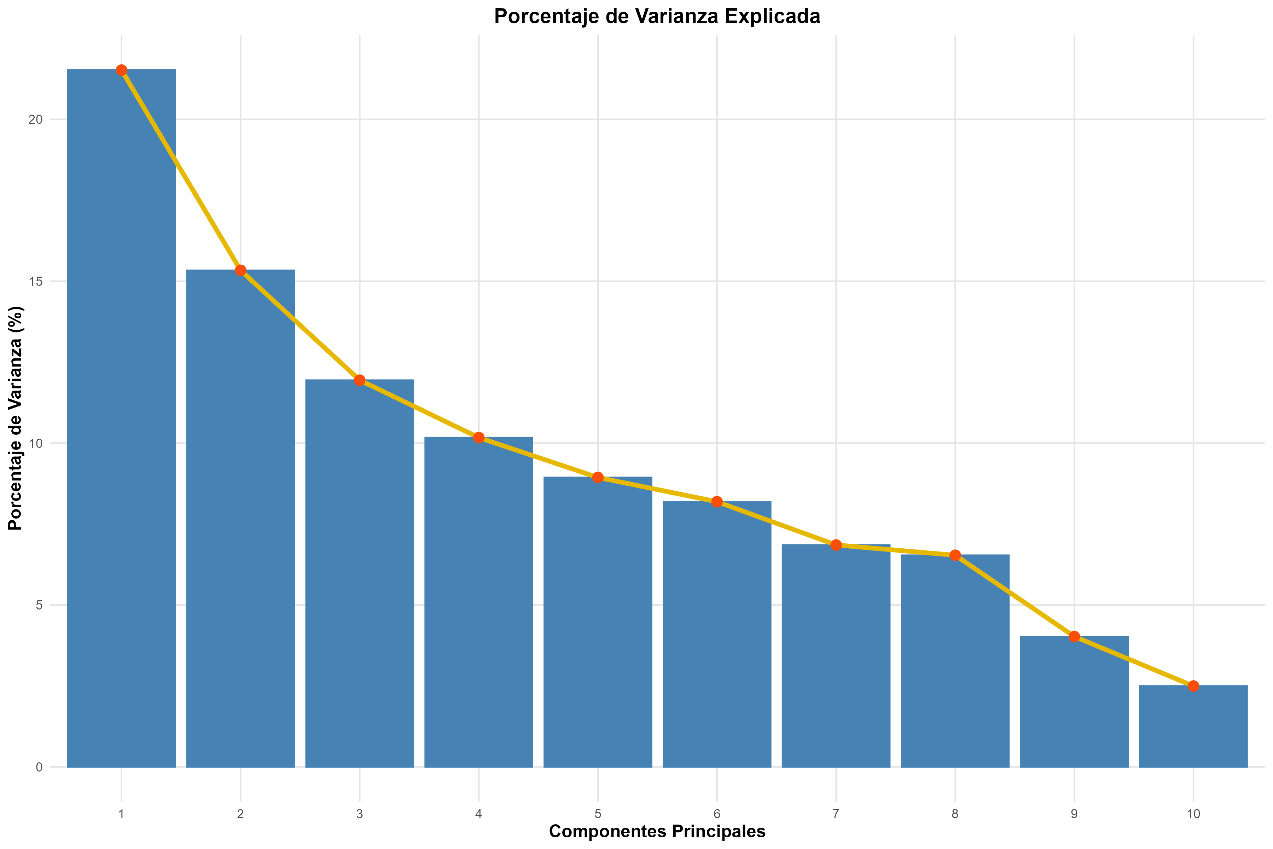 Porcentaje de Varianza Explicada
Porcentaje de Varianza (%)
20
15
10
5
0
1 2 3 4 5 6 7 8 9 10
Componentes Principales